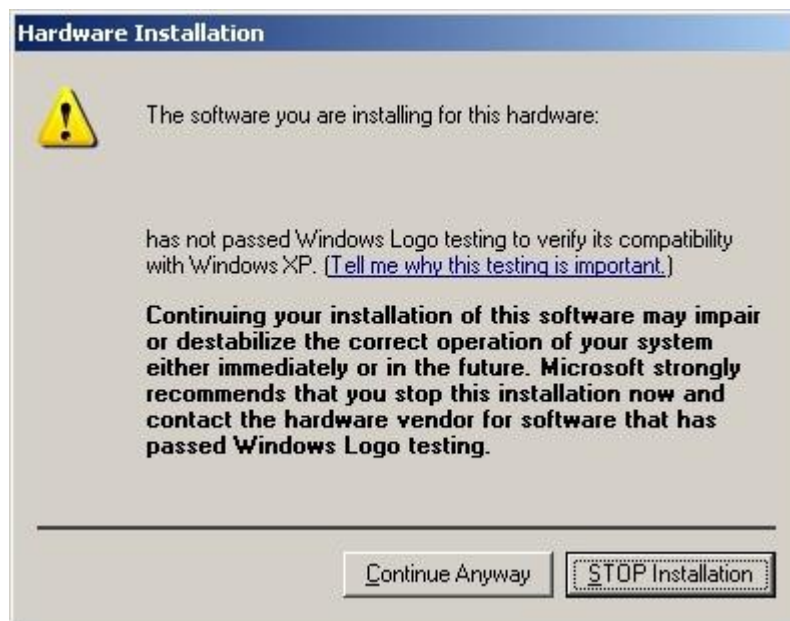 Hardware Installation
The software you are installing for this hardware:
has not passed Windows Logo testing to verify its compatibility
with Windows XP. (Tell me why this testing is important.)
Continuing your installation of this software may impair
or destabilize the correct operation of your system
either immediately or in the future. Microsoft strongly
recommends that you stop this installation now and
contact the hardware vendor for software that has
passed Windows Logo testing.
Continue Anyway
STOP Installation